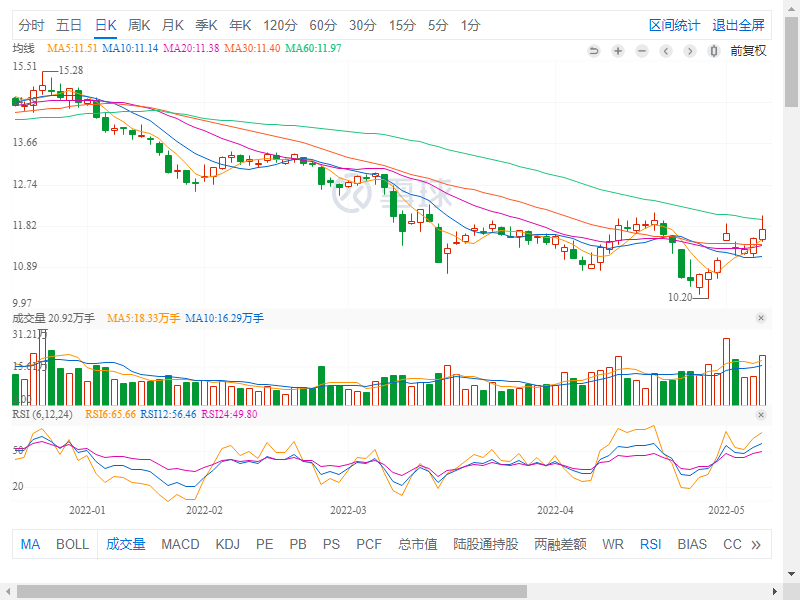 分时 五日 日K 周K 月K 季K 年K 120分 60分 30分 15分 5分 1分 区间统计 退出全屏
均线 MA5:11.51 MA10:11.14 MA20:11.38 MA30:11.40 MA60:11.97 前复权
15.51
15.28
13.66
12.74
雪球
11.82
10.89
10.20
9.97
成交量 20.92万手 MA5:18.33万手 MA10:16.29万手
31.21万
15.61万
RSI (6,12,24) RSI6:65.66 RSI12:56.46 RSI24:49.80
50
20
2022-01 2022-02 2022-03 2022-04 2022-05
MA BOLL 成交量 MACD KDJ PE PB PS PCF 总市值 陆股通持股 两融差额 WR RSI BIAS CC »